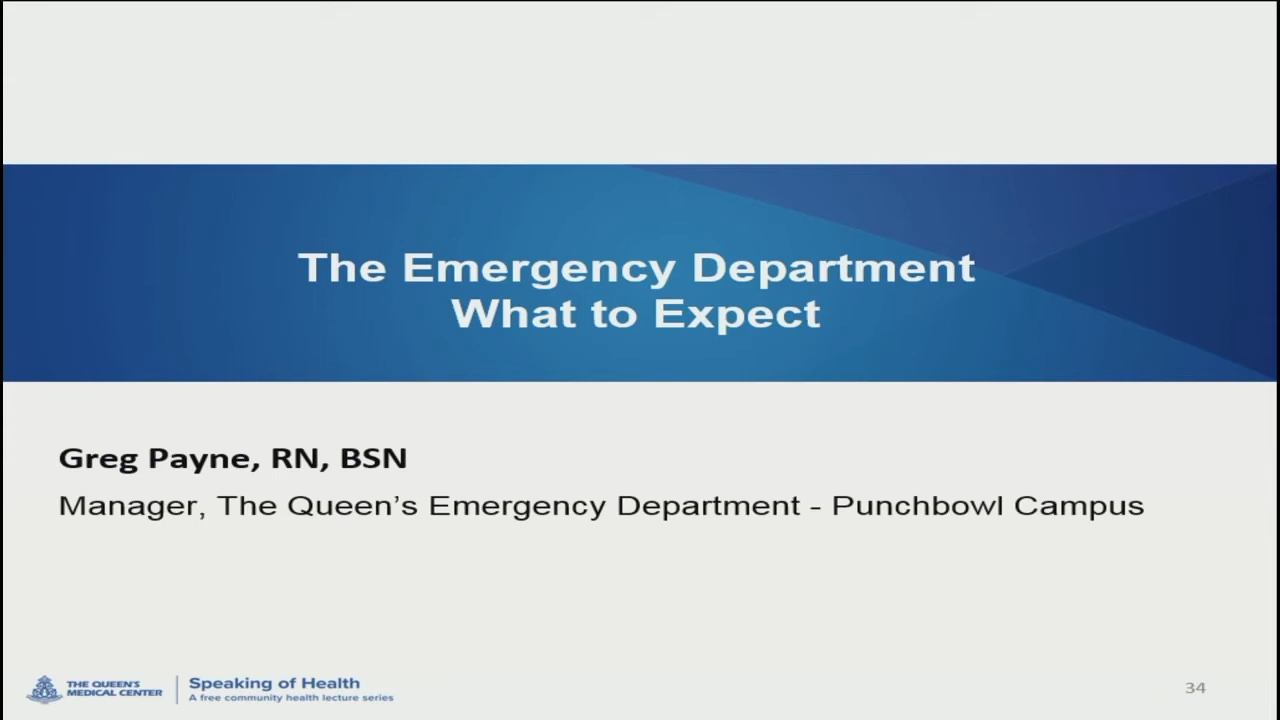 The Emergency Department
What to Expect
Greg Payne, RN, BSN
Manager, The Queen’s Emergency Department - Punchbowl Campus
THE QUEEN'S
MEDICAL CENTER
Speaking of Health
A free community health lecture series
34